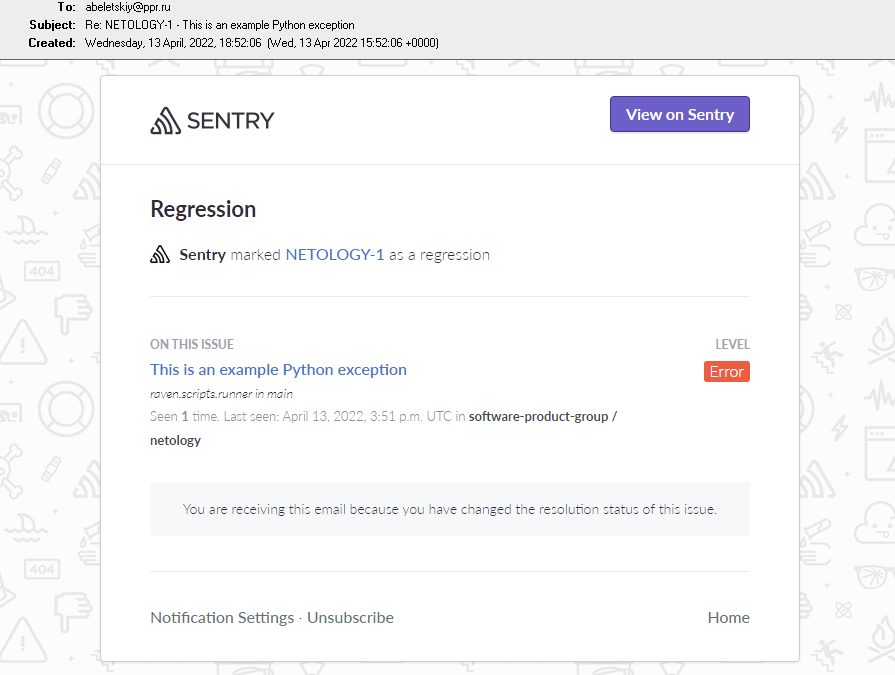 To: abeletskiy@ppr.ru
Subject: Re: NETOLOGY-1 - This is an example Python exception
Created: Wednesday, 13 April, 2022, 18:52:06 (Wed, 13 Apr 2022 15:52:06 +0000)
SENTRY
View on Sentry
Regression
Sentry marked NETOLOGY-1 as a regression
ON THIS ISSUE
LEVEL
This is an example Python exception
Error
raven.scripts.runner in main
Seen 1 time. Last seen: April 13, 2022, 3:51 p.m. UTC in software-product-group /
netology
You are receiving this email because you have changed the resolution status of this issue.
Notification Settings · Unsubscribe
Home
404
404